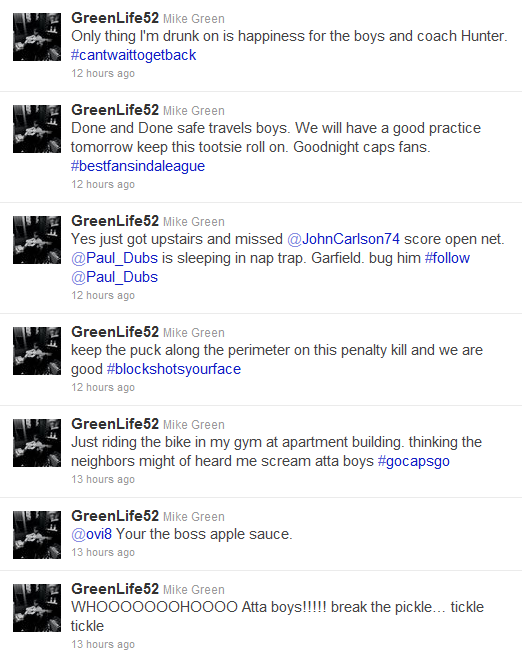 GreenLife52 Mike Green
Only thing I'm drunk on is happiness for the boys and coach Hunter.
#cantwaittogetback
12 hours ago
GreenLife52 Mike Green
Done and Done safe travels boys. We will have a good practice
tomorrow keep this tootsie roll on. Goodnight caps fans.
#bestfansindaleague
12 hours ago
GreenLife52 Mike Green
Yes just got upstairs and missed @JohnCarlson74 score open net.
@Paul_Dubs is sleeping in nap trap. Garfield. bug him #follow
@Paul_Dubs
12 hours ago
GreenLife52 Mike Green
keep the puck along the perimeter on this penalty kill and we are
good #blockshotsyourface
12 hours ago
GreenLife52 Mike Green
Just riding the bike in my gym at apartment building. thinking the
neighbors might of heard me scream atta boys #gocapsgo
13 hours ago
GreenLife52 Mike Green
@ovi8 Your the boss apple sauce.
13 hours ago
GreenLife52 Mike Green
WHOOOOOOOHOOOO Atta boys!!!!! break the pickle... tickle
tickle
13 hours ago